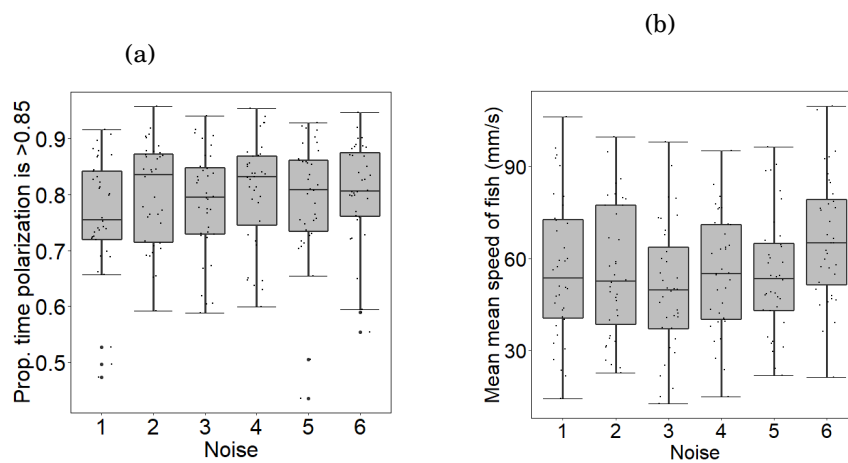 (a)
Prop. time polarization is >0.85
0.9
0.8
0.7
0.6
0.5
1 2 3 4 5 6
Noise
(b)
Mean mean speed of fish (mm/s)
90
60
30
1 2 3 4 5 6
Noise